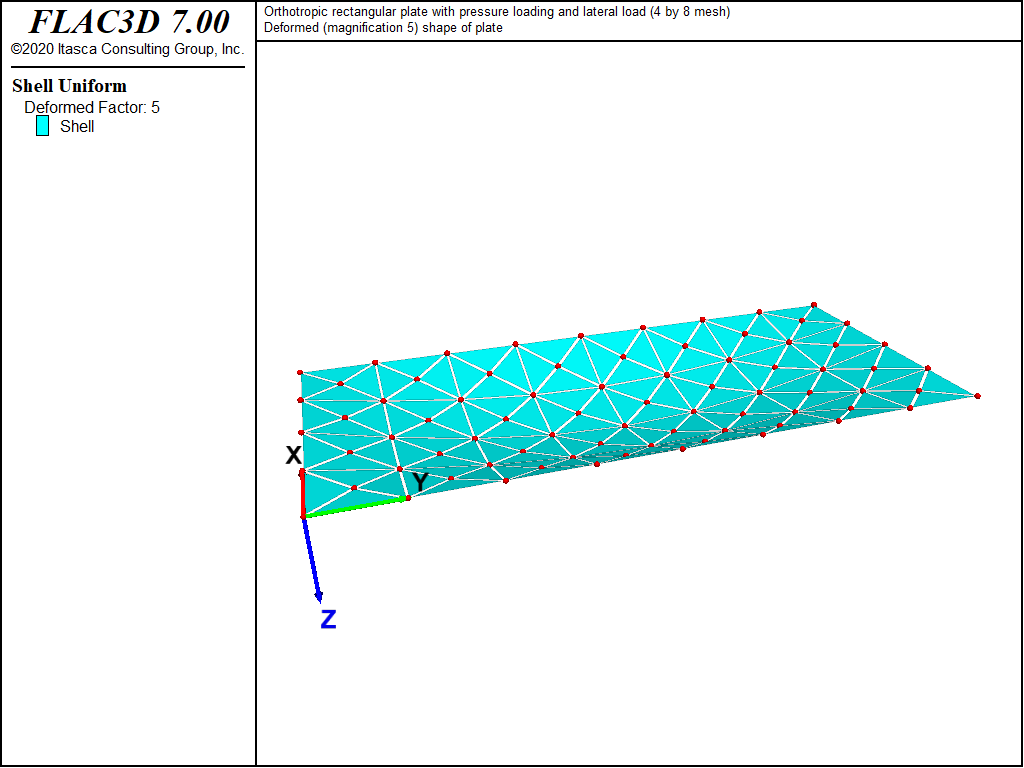 FLAC3D 7.00
©2020 Itasca Consulting Group, Inc.
Shell Uniform
Deformed Factor: 5
Shell
Orthotropic rectangular plate with pressure loading and lateral load (4 by 8 mesh)
Deformed (magnification 5) shape of plate
X
Y
Z